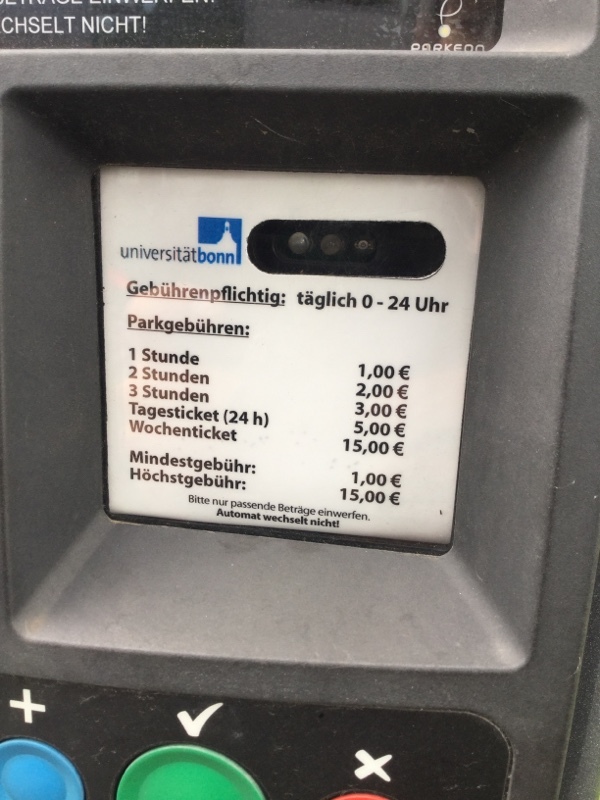 CHSELT NICHT!
PARKEON
universitätbonn
Gebührenpflichtig: täglich 0 - 24 Uhr
Parkgebühren:
1 Stunde 1,00 €
2 Stunden 2,00 €
3 Stunden 3,00 €
Tagesticket (24 h) 5,00 €
Wochenticket 15,00 €
Mindestgebühr: 1,00 €
Höchstgebühr: 15,00 €
Bitte nur passende Beträge einwerfen.
Automat wechselt nicht!